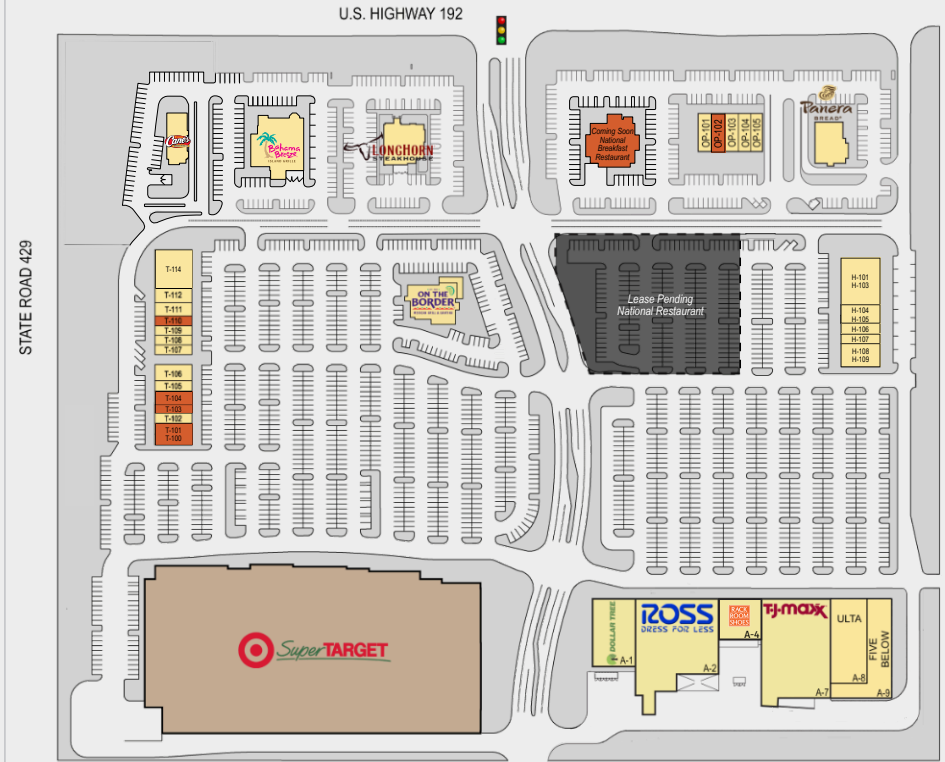 U.S. HIGHWAY 192
STATE ROAD 429
Cane's
Bahama
Breeze
ISLAND GRILLE
LONGHORN
STEAKHOUSE
Coming Soon
National
Breakfast
Restaurant
OP-101
OP-102
OP-103
OP-104
OP-105
Panera
BREAD
T-114
T-112
T-111
T-110
T-109
T-108
T-107
T-106
T-105
T-104
T-103
T-102
T-101
T-100
ON THE
BORDER
MEXICAN GRILL & CANTINA
Lease Pending
National Restaurant
H-101
H-103
H-104
H-105
H-106
H-107
H-108
H-109
SuperTARGET
DOLLAR TREE
A-1
ROSS
DRESS FOR LESS
A-2
RACK
ROOM
SHOES
A-4
T.J.maxx
A-7
ULTA
A-8
FIVE
BELOW
A-9